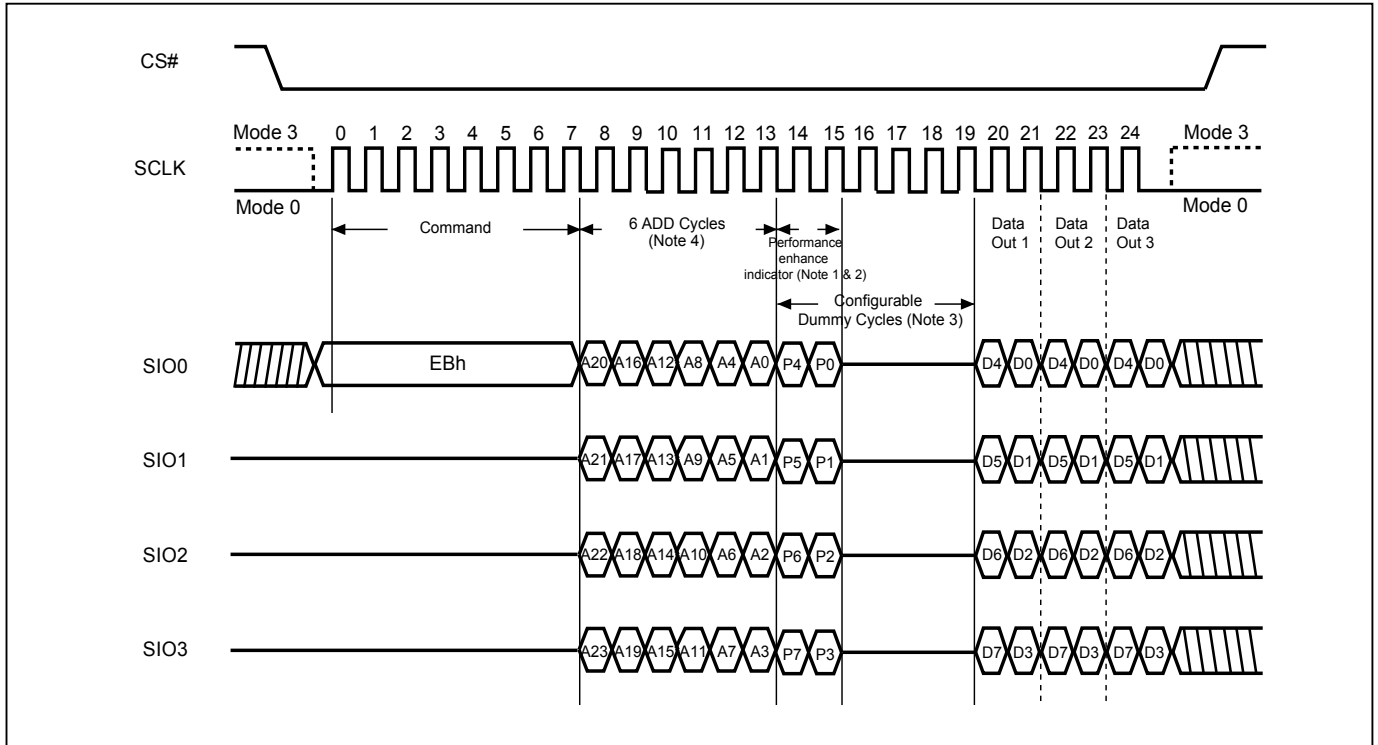 CS#
Mode 3
0 1 2 3 4 5 6 7 8 9 10 11 12 13 14 15 16 17 18 19 20 21 22 23 24
Mode 3
SCLK
Mode 0
Mode 0
Command
6 ADD Cycles
(Note 4)
Performance
enhance
indicator (Note 1 & 2)
Data
Out 1
Data
Out 2
Data
Out 3
Configurable
Dummy Cycles (Note 3)
SIO0 EBh A20 A16 A12 A8 A4 A0 P4 P0 D4 D0 D4 D0 D4 D0
SIO1 A21 A17 A13 A9 A5 A1 P5 P1 D5 D1 D5 D1 D5 D1
SIO2 A22 A18 A14 A10 A6 A2 P6 P2 D6 D2 D6 D2 D6 D2
SIO3 A23 A19 A15 A11 A7 A3 P7 P3 D7 D3 D7 D3 D7 D3